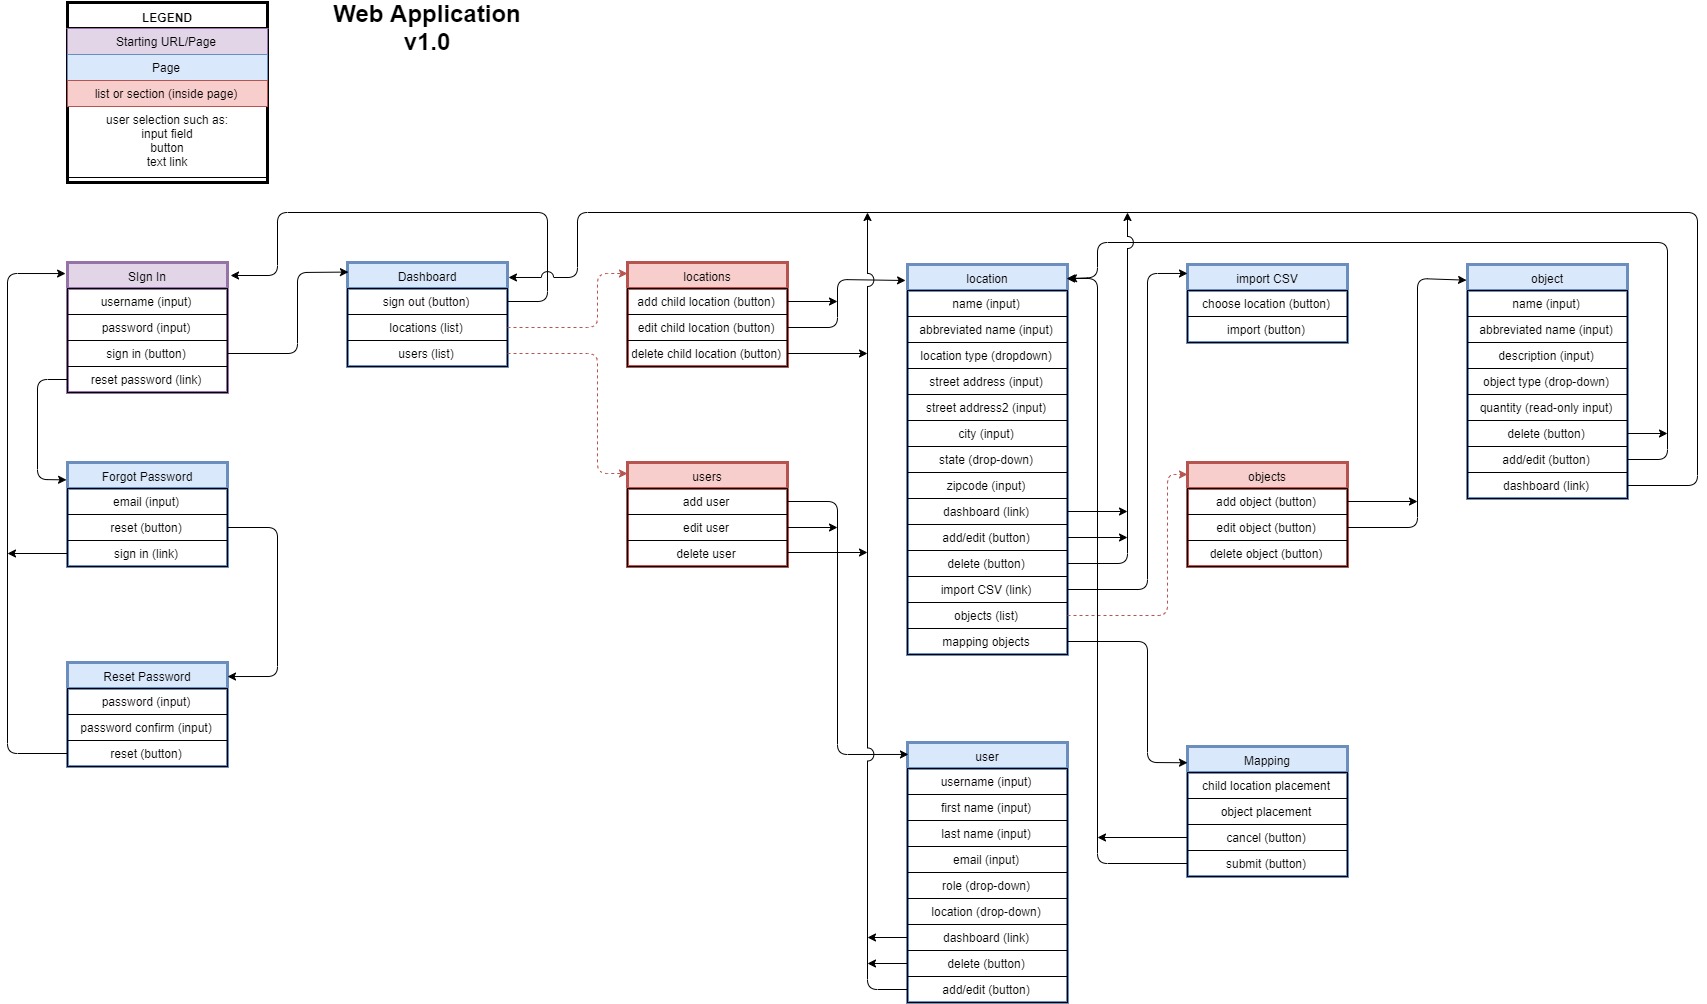 LEGEND
Starting URL/Page
Page
list or section (inside page)
user selection such as:
input field
button
text link
Web Application
v1.0
SIgn In
username (input)
password (input)
sign in (button)
reset password (link)
Forgot Password
email (input)
reset (button)
sign in (link)
Reset Password
password (input)
password confirm (input)
reset (button)
Dashboard
sign out (button)
locations (list)
users (list)
locations
add child location (button)
edit child location (button)
delete child location (button)
users
add user
edit user
delete user
location
name (input)
abbreviated name (input)
location type (dropdown)
street address (input)
street address2 (input)
city (input)
state (drop-down)
zipcode (input)
dashboard (link)
add/edit (button)
delete (button)
import CSV (link)
objects (list)
mapping objects
user
username (input)
first name (input)
last name (input)
email (input)
role (drop-down)
location (drop-down)
dashboard (link)
delete (button)
add/edit (button)
import CSV
choose location (button)
import (button)
objects
add object (button)
edit object (button)
delete object (button)
Mapping
child location placement
object placement
cancel (button)
submit (button)
object
name (input)
abbreviated name (input)
description (input)
object type (drop-down)
quantity (read-only input)
delete (button)
add/edit (button)
dashboard (link)